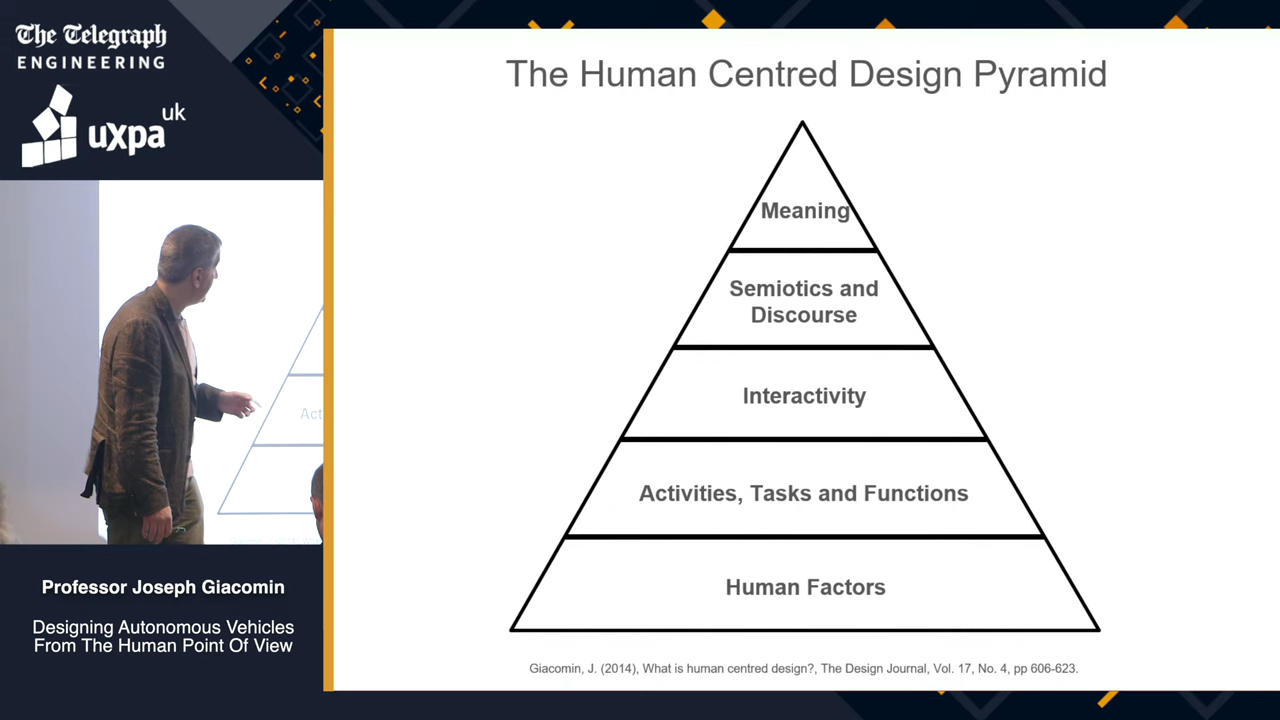 The Telegraph
ENGINEERING
uxpa uk
The Human Centred Design Pyramid
Meaning
Semiotics and
Discourse
Interactivity
Activities, Tasks and Functions
Human Factors
Giacomin, J. (2014), What is human centred design?, The Design Journal, Vol. 17, No. 4, pp 606-623.
Act
Professor Joseph Giacomin
Designing Autonomous Vehicles
From The Human Point Of View